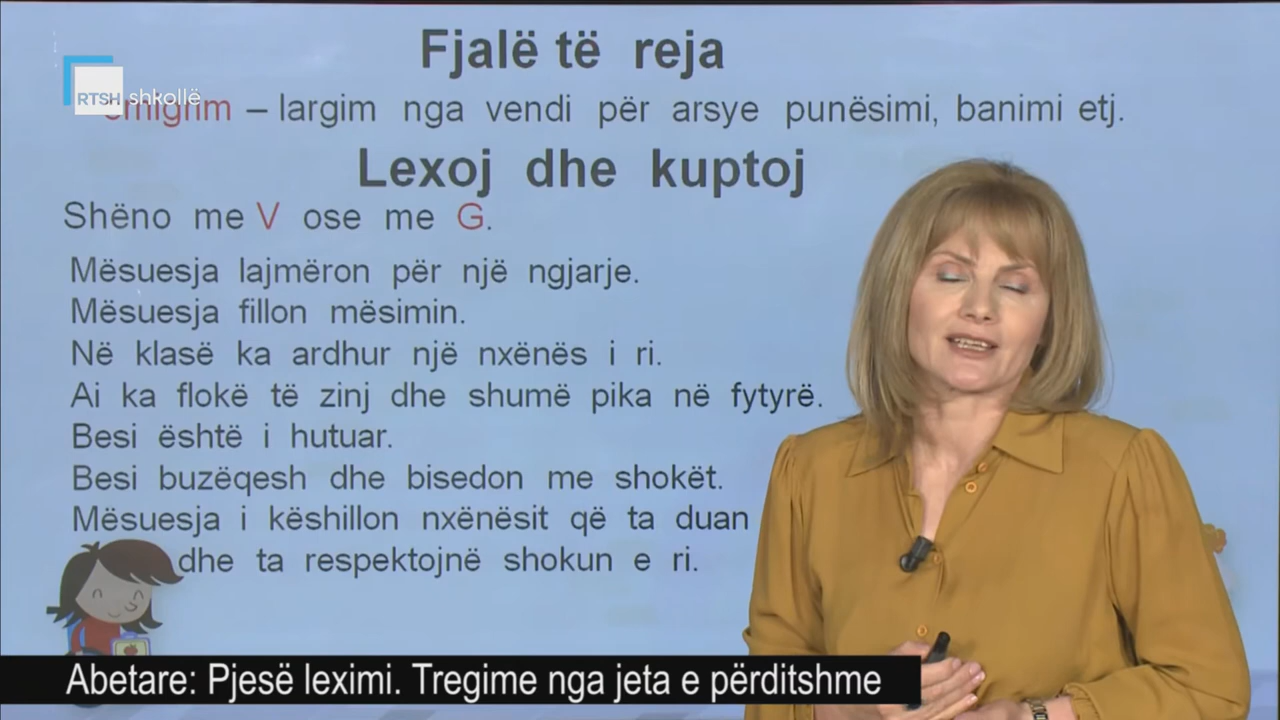 Fjalë të reja
RTSH shkollë
emigrim – largim nga vendi për arsye punësimi, banimi etj.
Lexoj dhe kuptoj
Shëno me V ose me G.
Mësuesja lajmëron për një ngjarje.
Mësuesja fillon mësimin.
Në klasë ka ardhur një nxënës i ri.
Ai ka flokë të zinj dhe shumë pika në fytyrë.
Besi është i hutuar.
Besi buzëqesh dhe bisedon me shokët.
Mësuesja i këshillon nxënësit që ta duan
dhe ta respektojnë shokun e ri.
Abetare: Pjesë leximi. Tregime nga jeta e përditshme